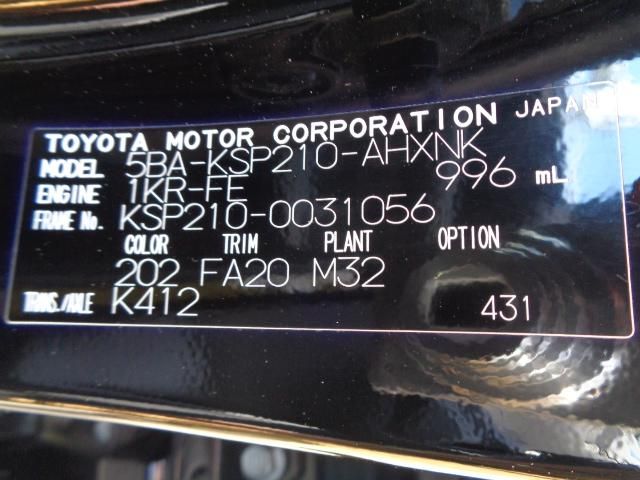 TOYOTA MOTOR CORPORATION JAPAN
MODEL 5BA-KSP210-AHXNK
ENGINE 1KR-FE 996 mL
FRAME No. KSP210-0031056
COLOR TRIM PLANT OPTION
202 FA20 M32
TRANS./AXLE K412 431